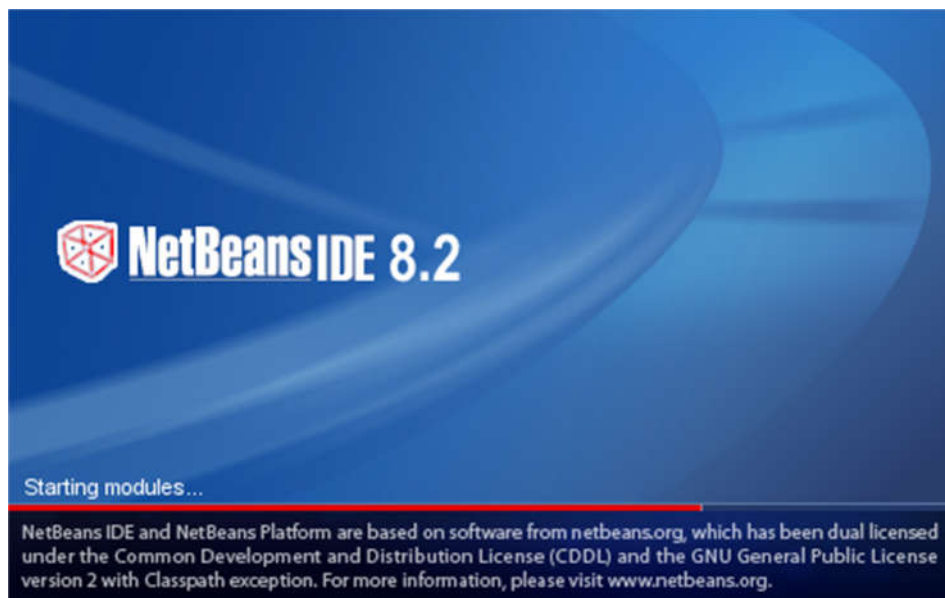 NetBeans IDE 8.2
Starting modules...
NetBeans IDE and NetBeans Platform are based on software from netbeans.org, which has been dual licensed
under the Common Development and Distribution License (CDDL) and the GNU General Public License
version 2 with Classpath exception. For more information, please visit www.netbeans.org.